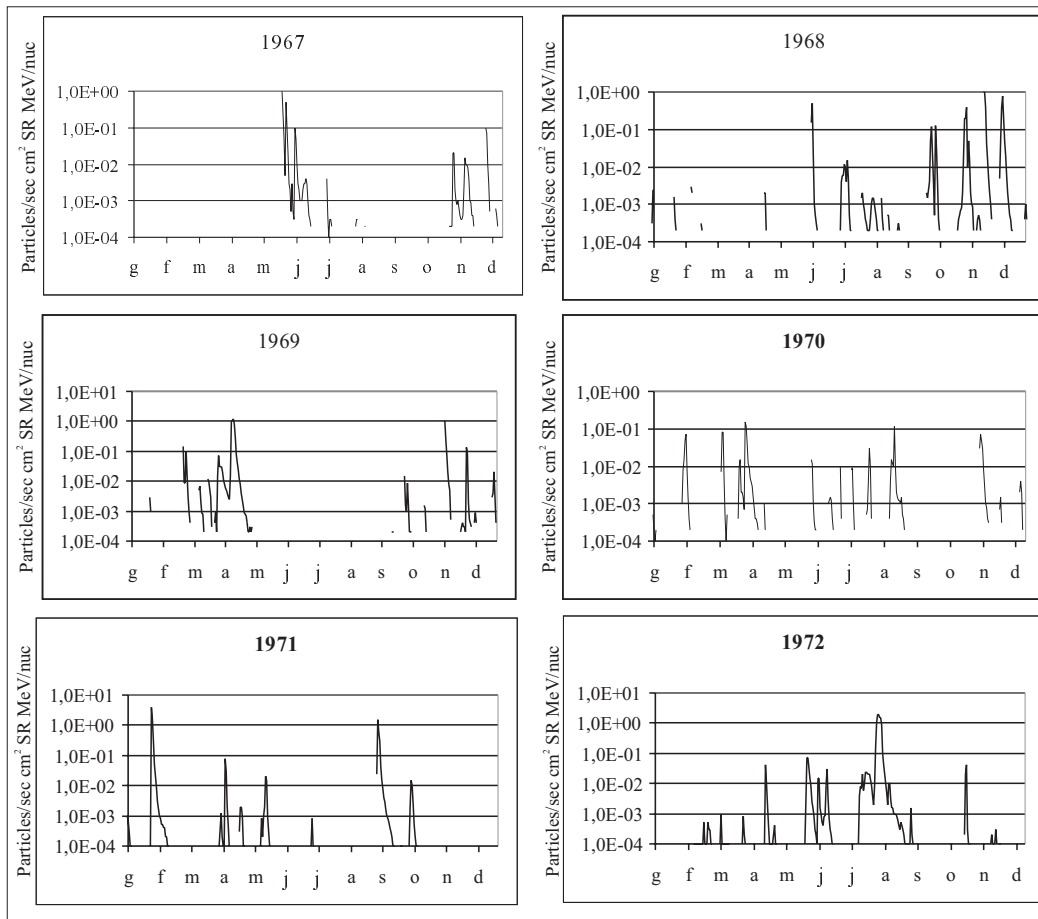 1967
Particles/sec cm² SR MeV/nuc
1,0E+00
1,0E-01
1,0E-02
1,0E-03
1,0E-04
g f m a m j j a s o n d
1968
Particles/sec cm² SR MeV/nuc
1,0E+00
1,0E-01
1,0E-02
1,0E-03
1,0E-04
g f m a m j j a s o n d
1969
Particles/sec cm² SR MeV/nuc
1,0E+01
1,0E+00
1,0E-01
1,0E-02
1,0E-03
1,0E-04
g f m a m j j a s o n d
1970
Particles/sec cm² SR MeV/nuc
1,0E+00
1,0E-01
1,0E-02
1,0E-03
1,0E-04
g f m a m j j a s o n d
1971
Particles/sec cm² SR MeV/nuc
1,0E+01
1,0E+00
1,0E-01
1,0E-02
1,0E-03
1,0E-04
g f m a m j j a s o n d
1972
Particles/sec cm² SR MeV/nuc
1,0E+01
1,0E+00
1,0E-01
1,0E-02
1,0E-03
1,0E-04
g f m a m j j a s o n d